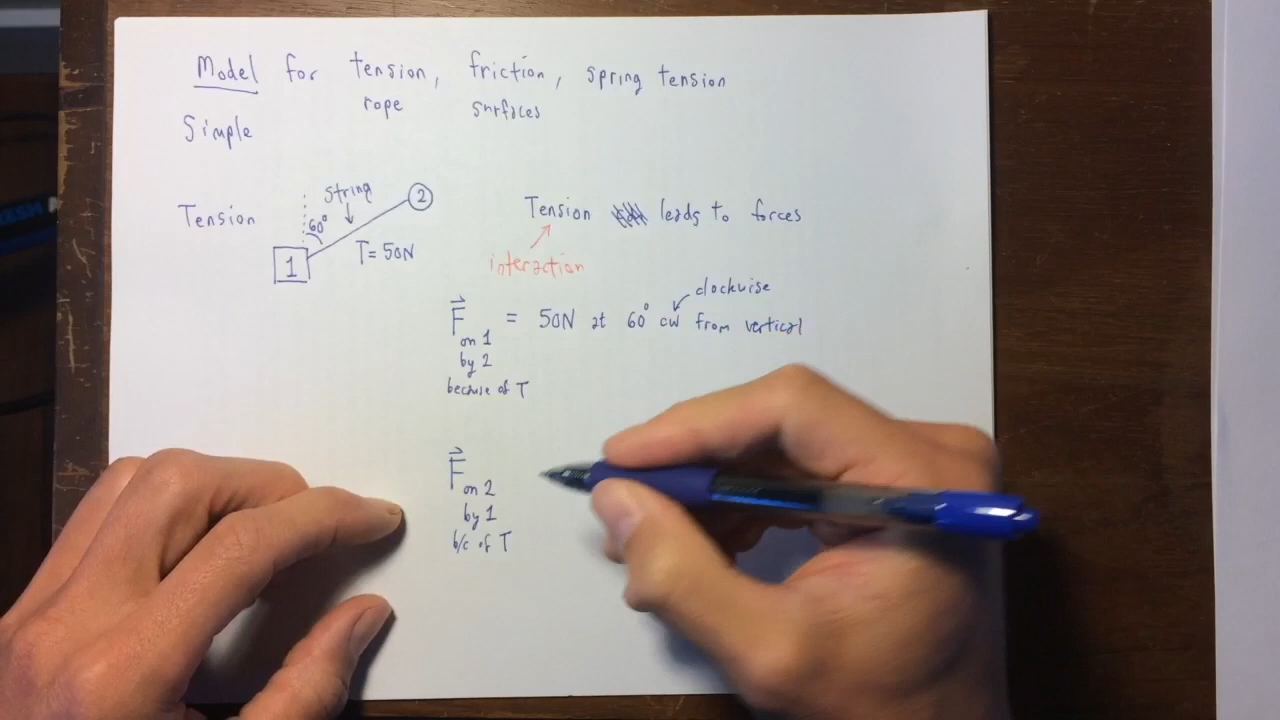 Model for tension, friction, spring tension
rope surfaces
Simple
Tension
string
2
60°
1
T = 50N
Tension leads to forces
interaction
clockwise
F = 50N at 60° cw from vertical
on 1
by 2
because of T
F
on 2
by 1
b/c of T